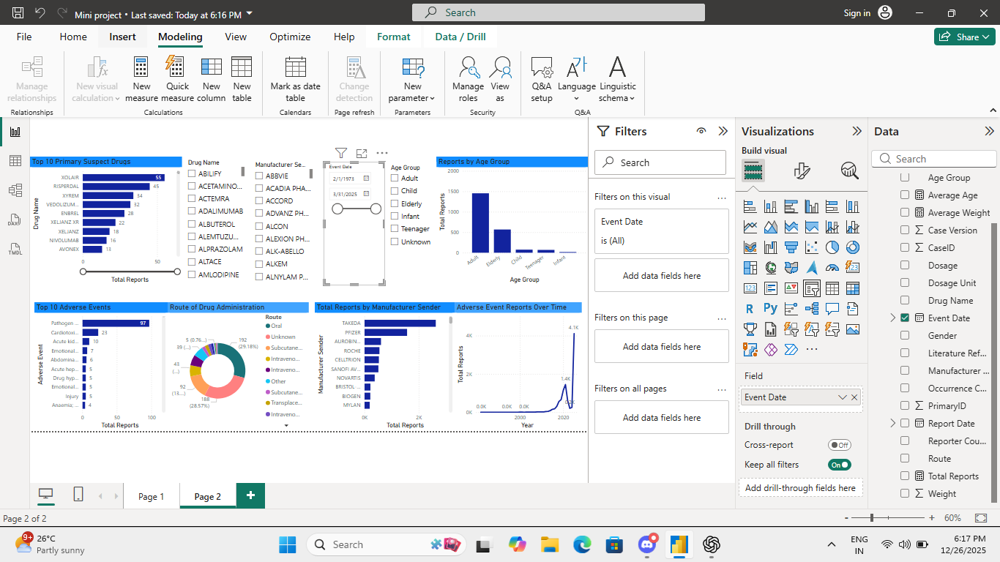 Mini project • Last saved: Today at 6:16 PM
Search
Sign in
File Home Insert Modeling View Optimize Help Format Data / Drill
Share
Manage relationships
New visual calculation
New measure
Quick measure
New column
New table
Mark as date table
Change detection
New parameter
Manage roles
View as
Q&A setup
Language
Linguistic schema
Relationships
Calculations
Calendars
Page refresh
Parameters
Security
Q&A
DAX
TMDL
Top 10 Primary Suspect Drugs
Drug Name
XOLAIR 55
RISPERDAL 45
XYREM 34
VEDOLIZUM... 32
ENBREL 28
XELJANZ XR 22
XELJANZ 18
NIVOLUMAB 16
AVONEX 13
0 50
Total Reports
Drug Name
ABILIFY
ACETAMINO...
ACTEMRA
ADALIMUMAB
ALBUTEROL
ALEMTUZU...
ALPRAZOLAM
ALTACE
AMLODIPINE
Manufacturer Se...
ABBVIE
ACADIA PHA...
ACCORD
ADVANZ PH...
ALCON
ALEXION PH...
ALK-ABELLO
ALKEM
ALNYLAM P...
Event Date
2/1/1973
3/31/2025
Age Group
Adult
Child
Elderly
Infant
Teenager
Unknown
Reports by Age Group
Total Reports
2000
1500
1000
500
0
Adult Elderly Child Teenager Infant
Age Group
Top 10 Adverse Events
Adverse Event
Pathogen ... 97
Cardiotoxi... 23
Acute kid... 10
Emotional... 7
Abdomina... 6
Acute hep... 5
Drug hyp... 5
Emotional... 5
Injury 5
Anaemia; ... 4
0 50 100
Total Reports
Route of Drug Administration
5 (0.76...)
39 (...)
43
(...)
92
(13....)
188
(28.57%)
192
(29.18%)
Route
Oral
Unknown
Subcutane...
Intraveno...
Intraveno...
Other
Subcutane...
Transplace...
Intraveno...
Total Reports by Manufacturer Sender
Manufacturer Sender
TAKEDA
PFIZER
AUROBIN...
ROCHE
CELLTRION
SANOFI AV...
NOVARTIS
BRISTOL ...
BIOGEN
MYLAN
0K 2K
Total Reports
Adverse Event Reports Over Time
Total Reports
4.1K
4K
2K
1.4K
0.0K 0.0K 0.0K
0K
2000 2020
Year
Filters
Search
Filters on this visual ...
Event Date
is (All)
Add data fields here
Filters on this page ...
Add data fields here
Filters on all pages ...
Add data fields here
Visualizations
Build visual
123
R Py
Field
Event Date
Drill through
Cross-report Off
Keep all filters On
Add drill-through fields here
Data
Search
Age Group
Average Age
Average Weight
Case Version
CaseID
Dosage
Dosage Unit
Drug Name
Event Date
Gender
Literature Ref...
Manufacturer ...
Occurrence C...
PrimaryID
Report Date
Reporter Cou...
Route
Total Reports
Weight
Page 1 Page 2 +
Page 2 of 2
- + 60%
9+
26°C
Partly sunny
Search
ENG
IN
6:17 PM
12/26/2025